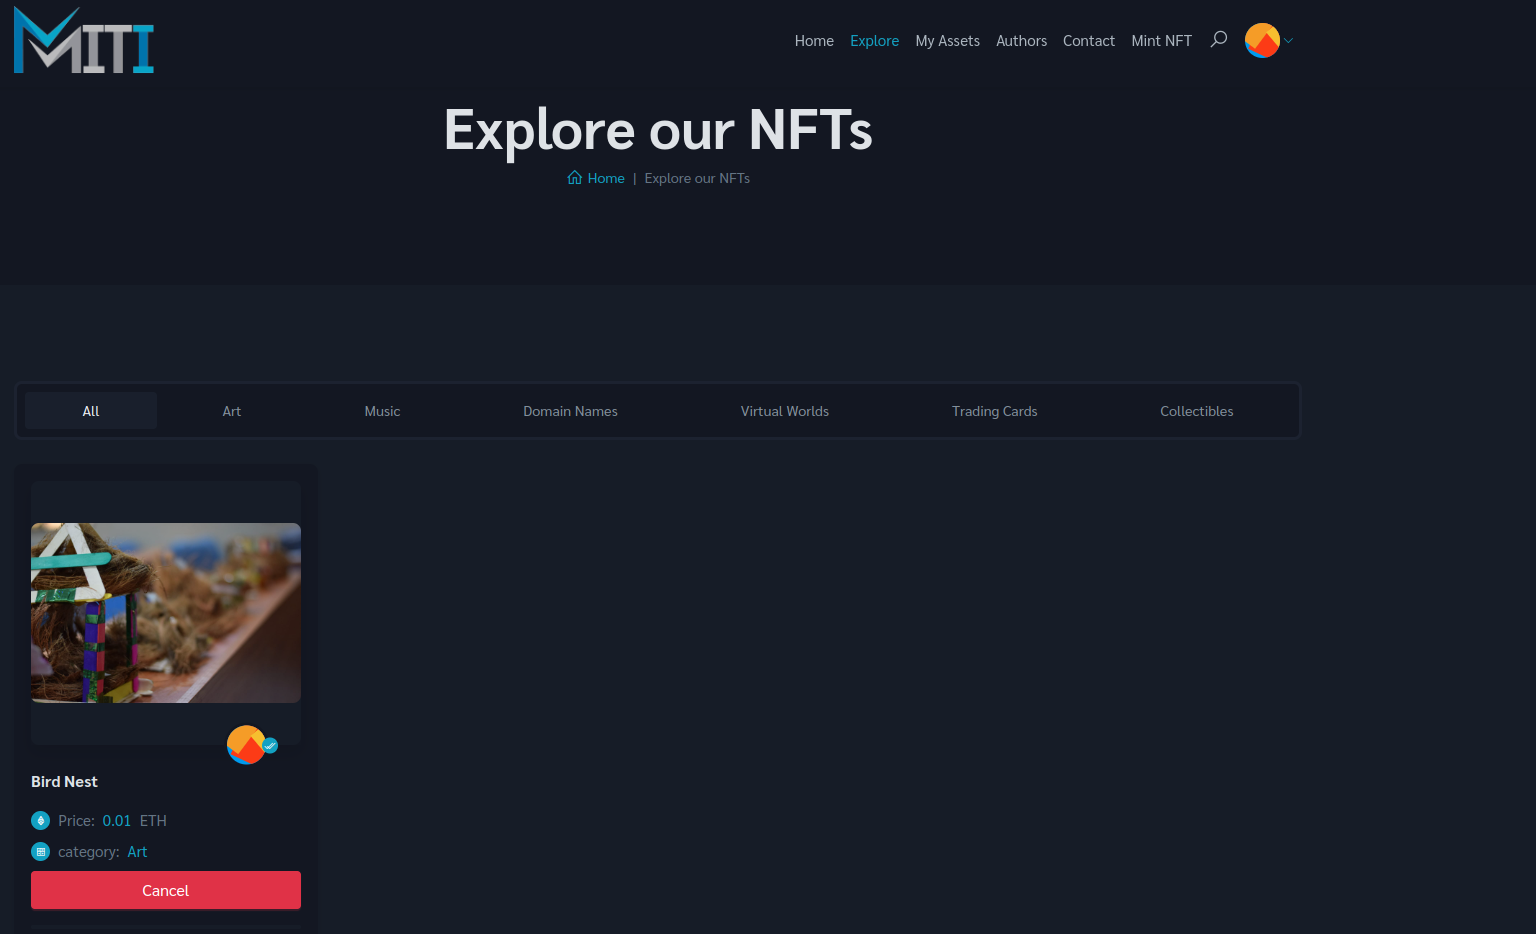 MITI
Home Explore My Assets Authors Contact Mint NFT
Explore our NFTs
Home | Explore our NFTs
All Art Music Domain Names Virtual Worlds Trading Cards Collectibles
Bird Nest
Price: 0.01 ETH
category: Art
Cancel